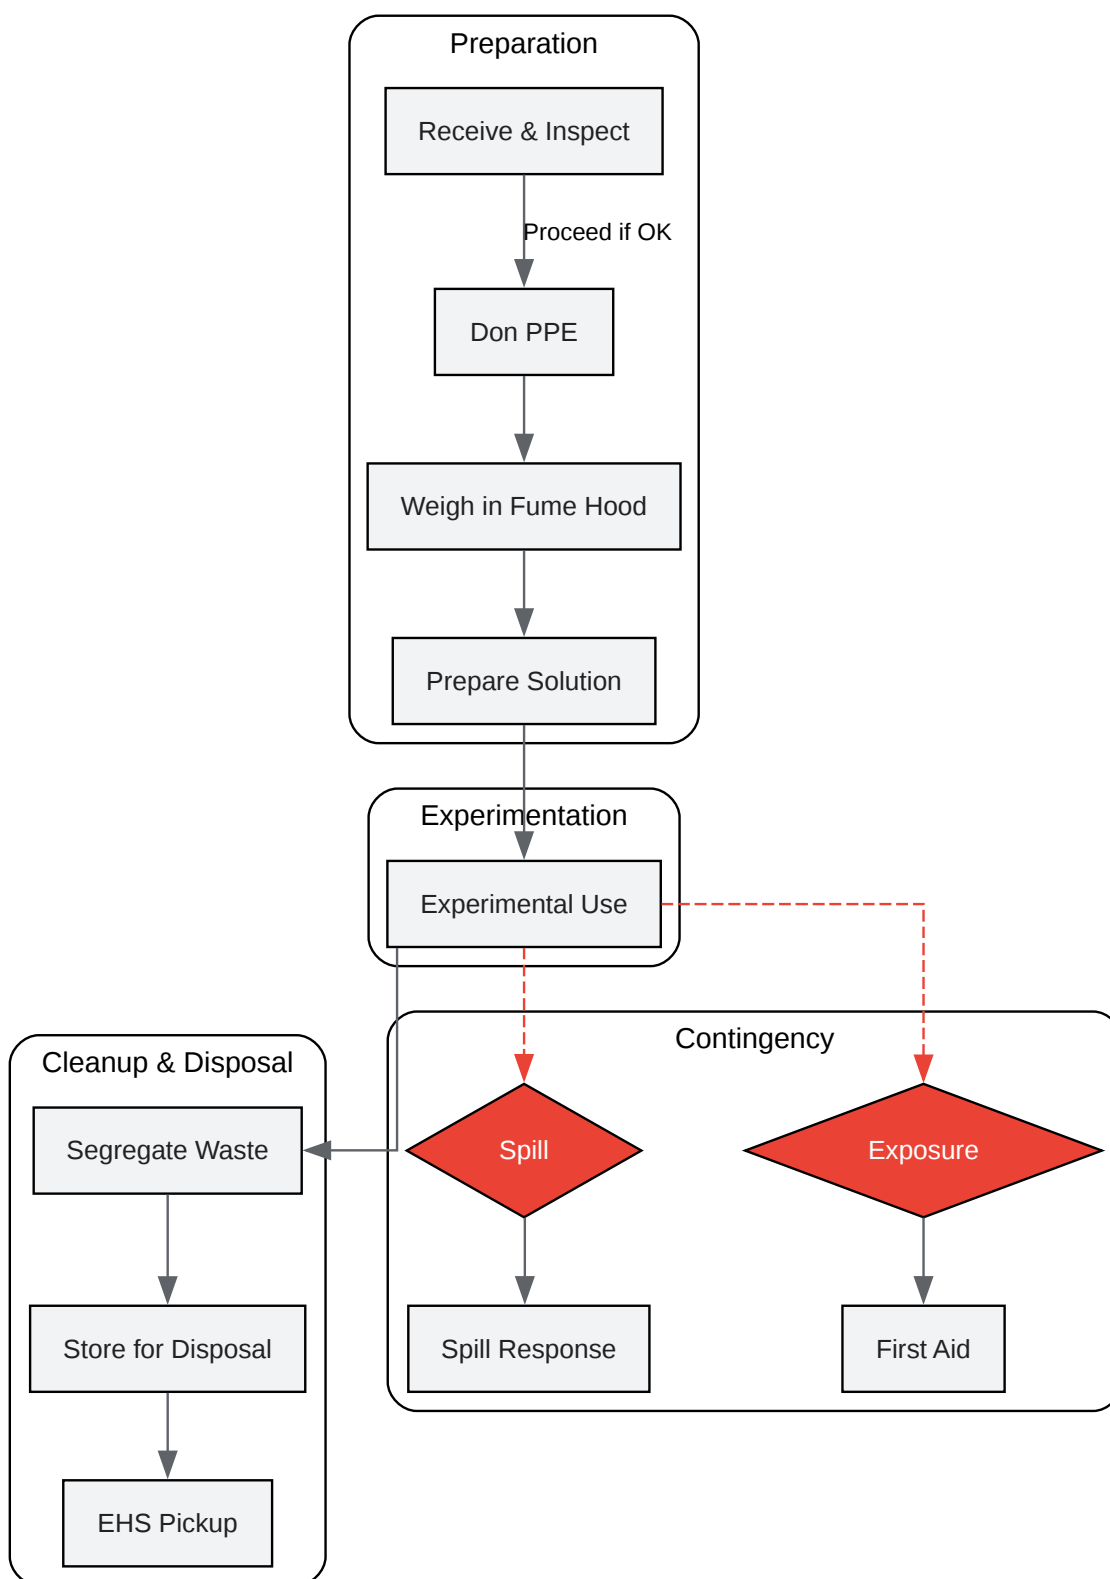 Preparation
Receive & Inspect
Proceed if OK
Don PPE
Weigh in Fume Hood
Prepare Solution
Experimentation
Experimental Use
Contingency
Cleanup & Disposal
Segregate Waste
Spill
Exposure
Store for Disposal
Spill Response
First Aid
EHS Pickup